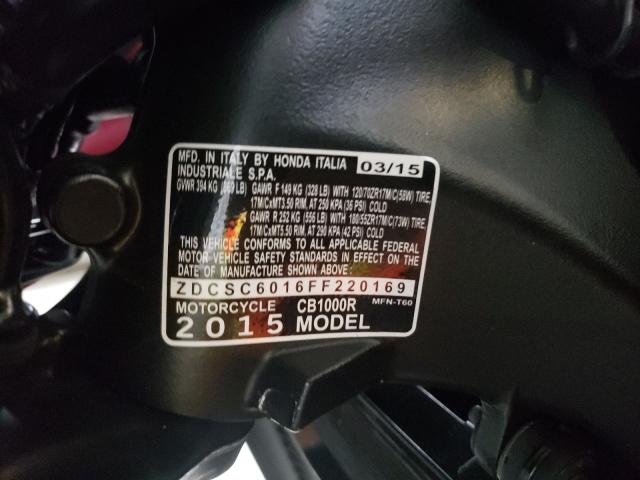 MFD. IN ITALY BY HONDA ITALIA 03/15
INDUSTRIALE S.P.A.
GVWR 394 KG (869 LB) GAWR F 149 KG (328 LB) WITH 120/70ZR17M/C(58W) TIRE,
17M/CxMT3.50 RIM, AT 250 KPA (36 PSI) COLD
GAWR R 252 KG (556 LB) WITH 180/55ZR17M/C(73W) TIRE,
17M/CxMT5.50 RIM, AT 290 KPA (42 PSI) COLD
THIS VEHICLE CONFORMS TO ALL APPLICABLE FEDERAL
MOTOR VEHICLE SAFETY STANDARDS IN EFFECT ON
THE DATE OF MANUFACTURE SHOWN ABOVE.
ZDCSC6016FF220169
MOTORCYCLE CB1000R MFN-T60
2015 MODEL